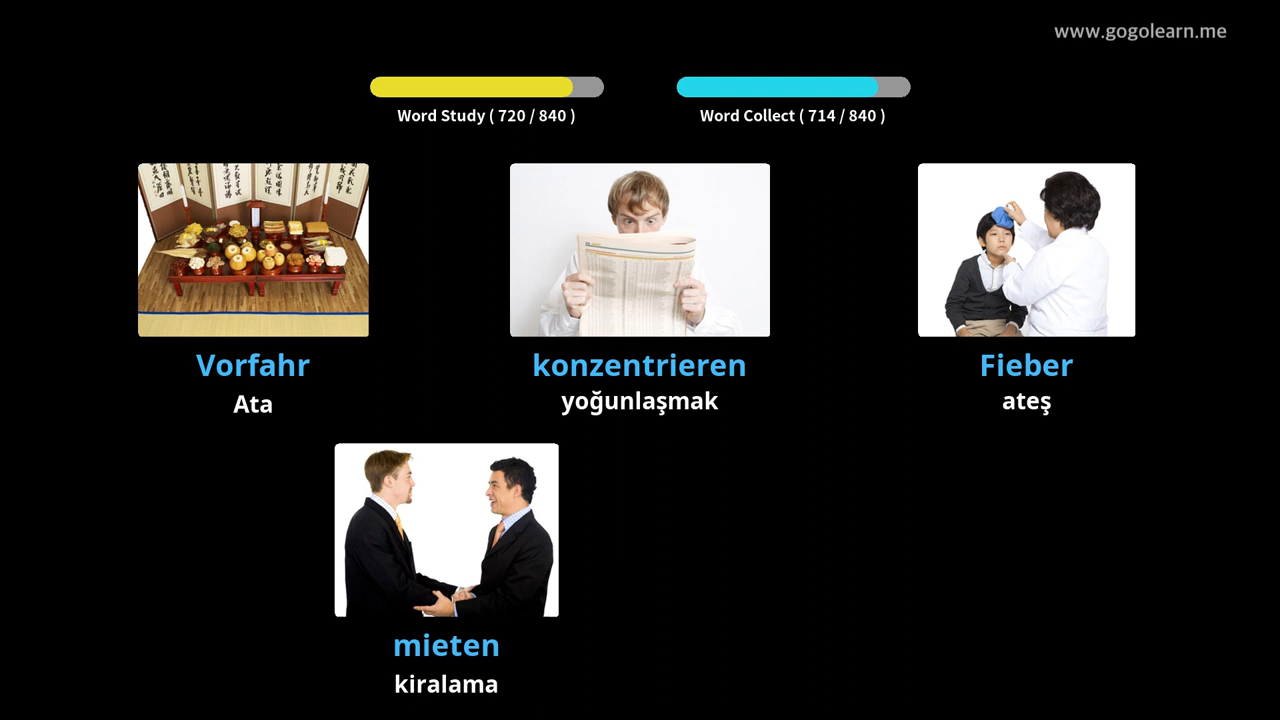 www.gogolearn.me
Word Study ( 720 / 840 )
Word Collect ( 714 / 840 )
Vorfahr
Ata
konzentrieren
yoğunlaşmak
Fieber
ateş
mieten
kiralama